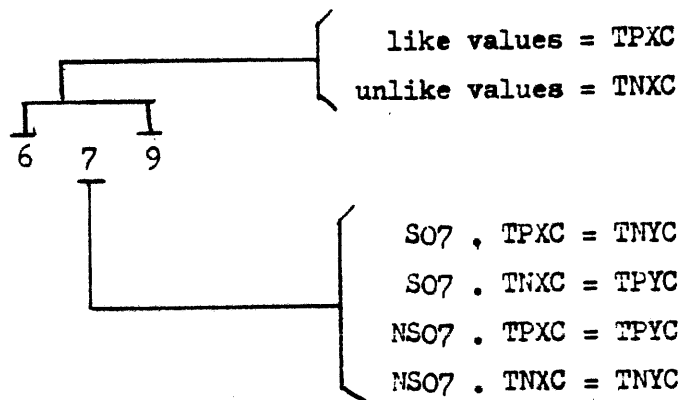 like values = TPXC
unlike values = TNXC
6 7 9
SO7 . TPXC = TNYC
SO7 . TNXC = TPYC
NSO7 . TPXC = TPYC
NSO7 . TNXC = TNYC